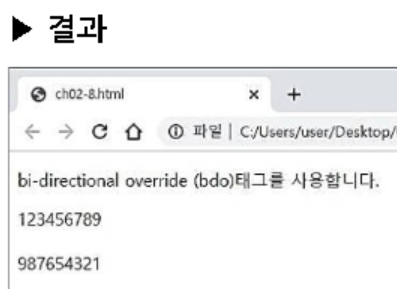 ▶ 결과
ch02-8.html
파일 | C:/Users/user/Desktop/
bi-directional override (bdo)태그를 사용합니다.
123456789
987654321